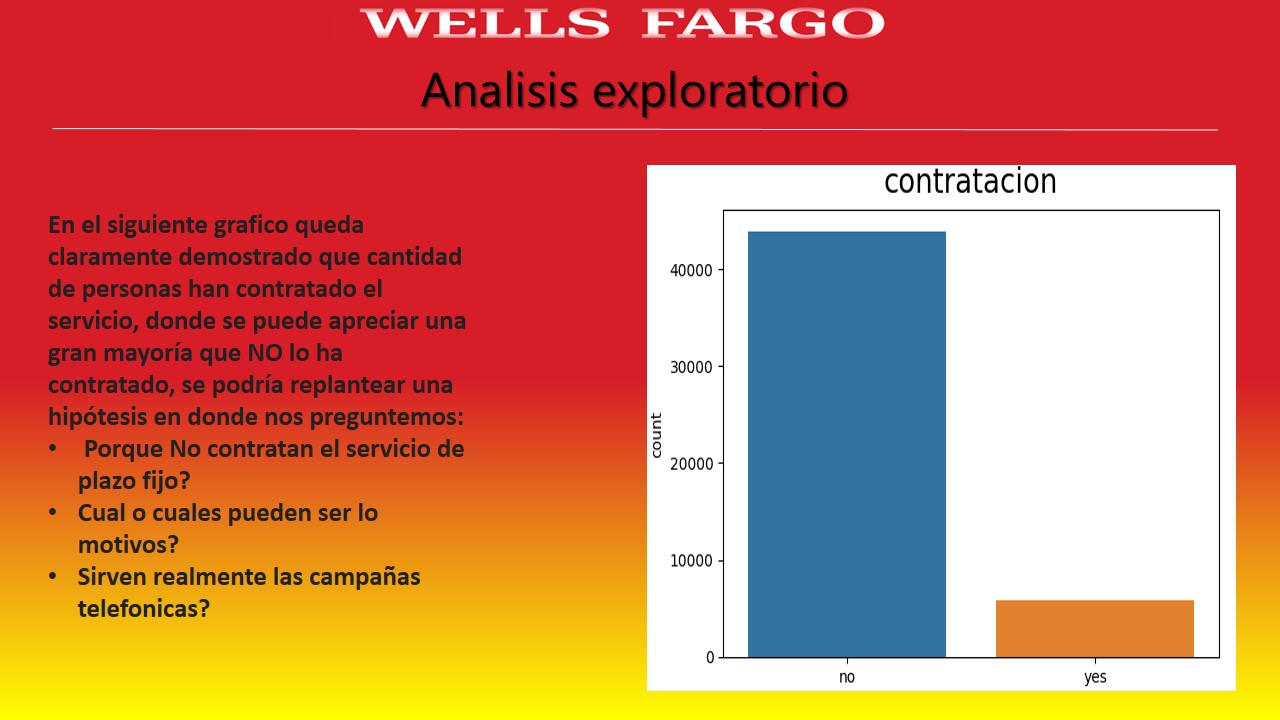 WELLS FARGO
Analisis exploratorio
En el siguiente grafico queda
claramente demostrado que cantidad
de personas han contratado el
servicio, donde se puede apreciar una
gran mayoría que NO lo ha
contratado, se podría replantear una
hipótesis en donde nos preguntemos:
• Porque No contratan el servicio de
plazo fijo?
• Cual o cuales pueden ser lo
motivos?
• Sirven realmente las campañas
telefonicas?
contratacion
40000
30000
20000
10000
0
count
no
yes